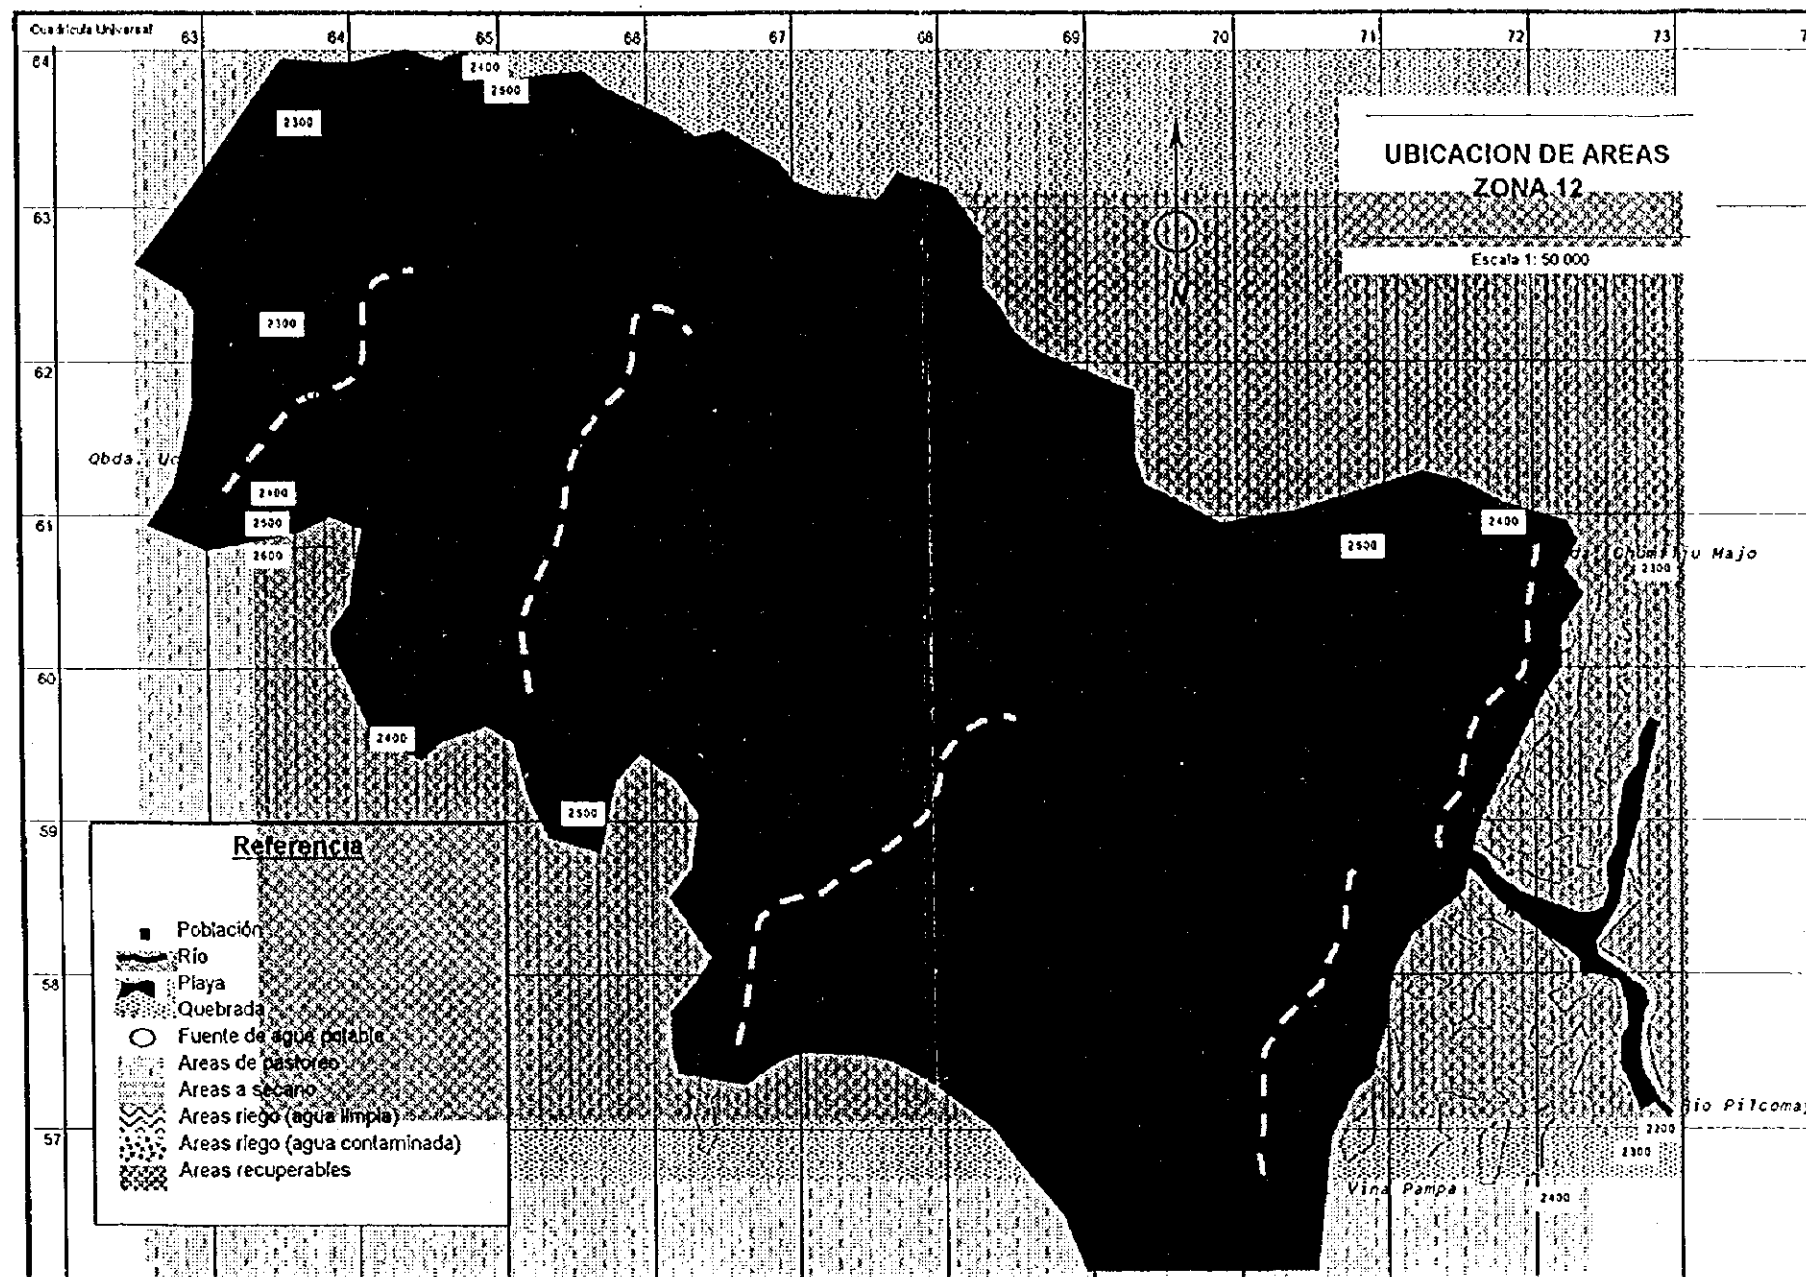 Cuadrícula Universal
63 64 65 66 67 68 69 70 71 72 73
64
2400
2500
2300
UBICACION DE AREAS
ZONA 12
63
Escala 1: 50 000
2300
62
Qbda.
2400
61
2500
2400
2500
2600
Majo
2300
60
2400
59
2500
Referencia
Población
Río
58
Playa
Quebrada
Fuente de agua potable
Areas de pastoreo
Areas a secano
Areas riego (agua limpia)
57
Areas riego (agua contaminada)
Areas recuperables
2200
2300
Vina Pampa
2400
N